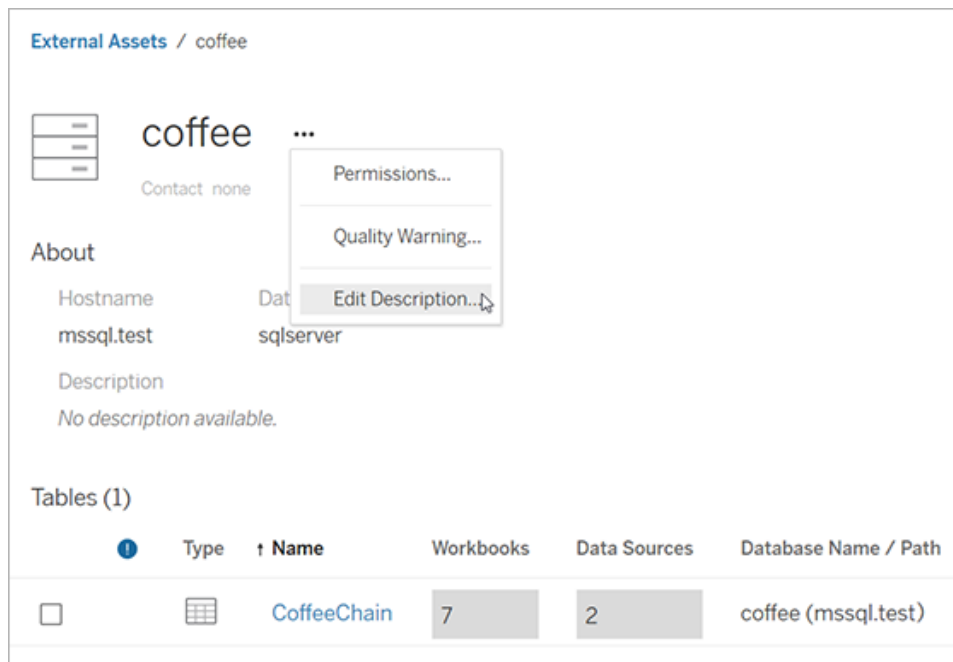 External Assets / coffee
coffee ...
Contact none
Permissions...
Quality Warning...
Edit Description...
About
Hostname
mssql.test
Dat
sqlserver
Description
No description available.
Tables (1)
! Type ↑ Name Workbooks Data Sources Database Name / Path
CoffeeChain 7 2 coffee (mssql.test)